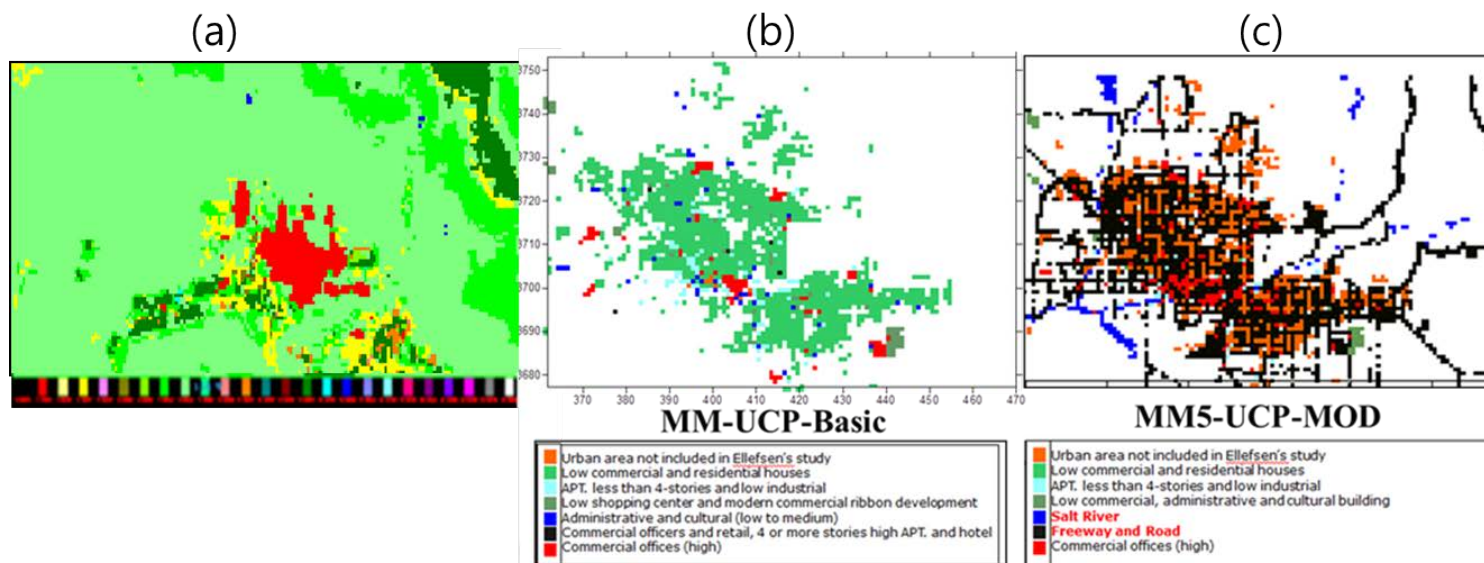 (a)
(b)
(c)
3750
3740
3730
3720
3710
3700
3690
3680
370 380 390 400 410 420 430 440 450 460 470
MM-UCP-Basic
MM5-UCP-MOD
Urban area not included in Ellefsen's study
Low commercial and residential houses
APT. less than 4-stories and low industrial
Low shopping center and modern commercial ribbon development
Administrative and cultural (low to medium)
Commercial officers and retail, 4 or more stories high APT. and hotel
Commercial offices (high)
Urban area not included in Ellefsen's study
Low commercial and residential houses
APT. less than 4-stories and low industrial
Low commercial, administrative and cultural building
Salt River
Freeway and Road
Commercial offices (high)